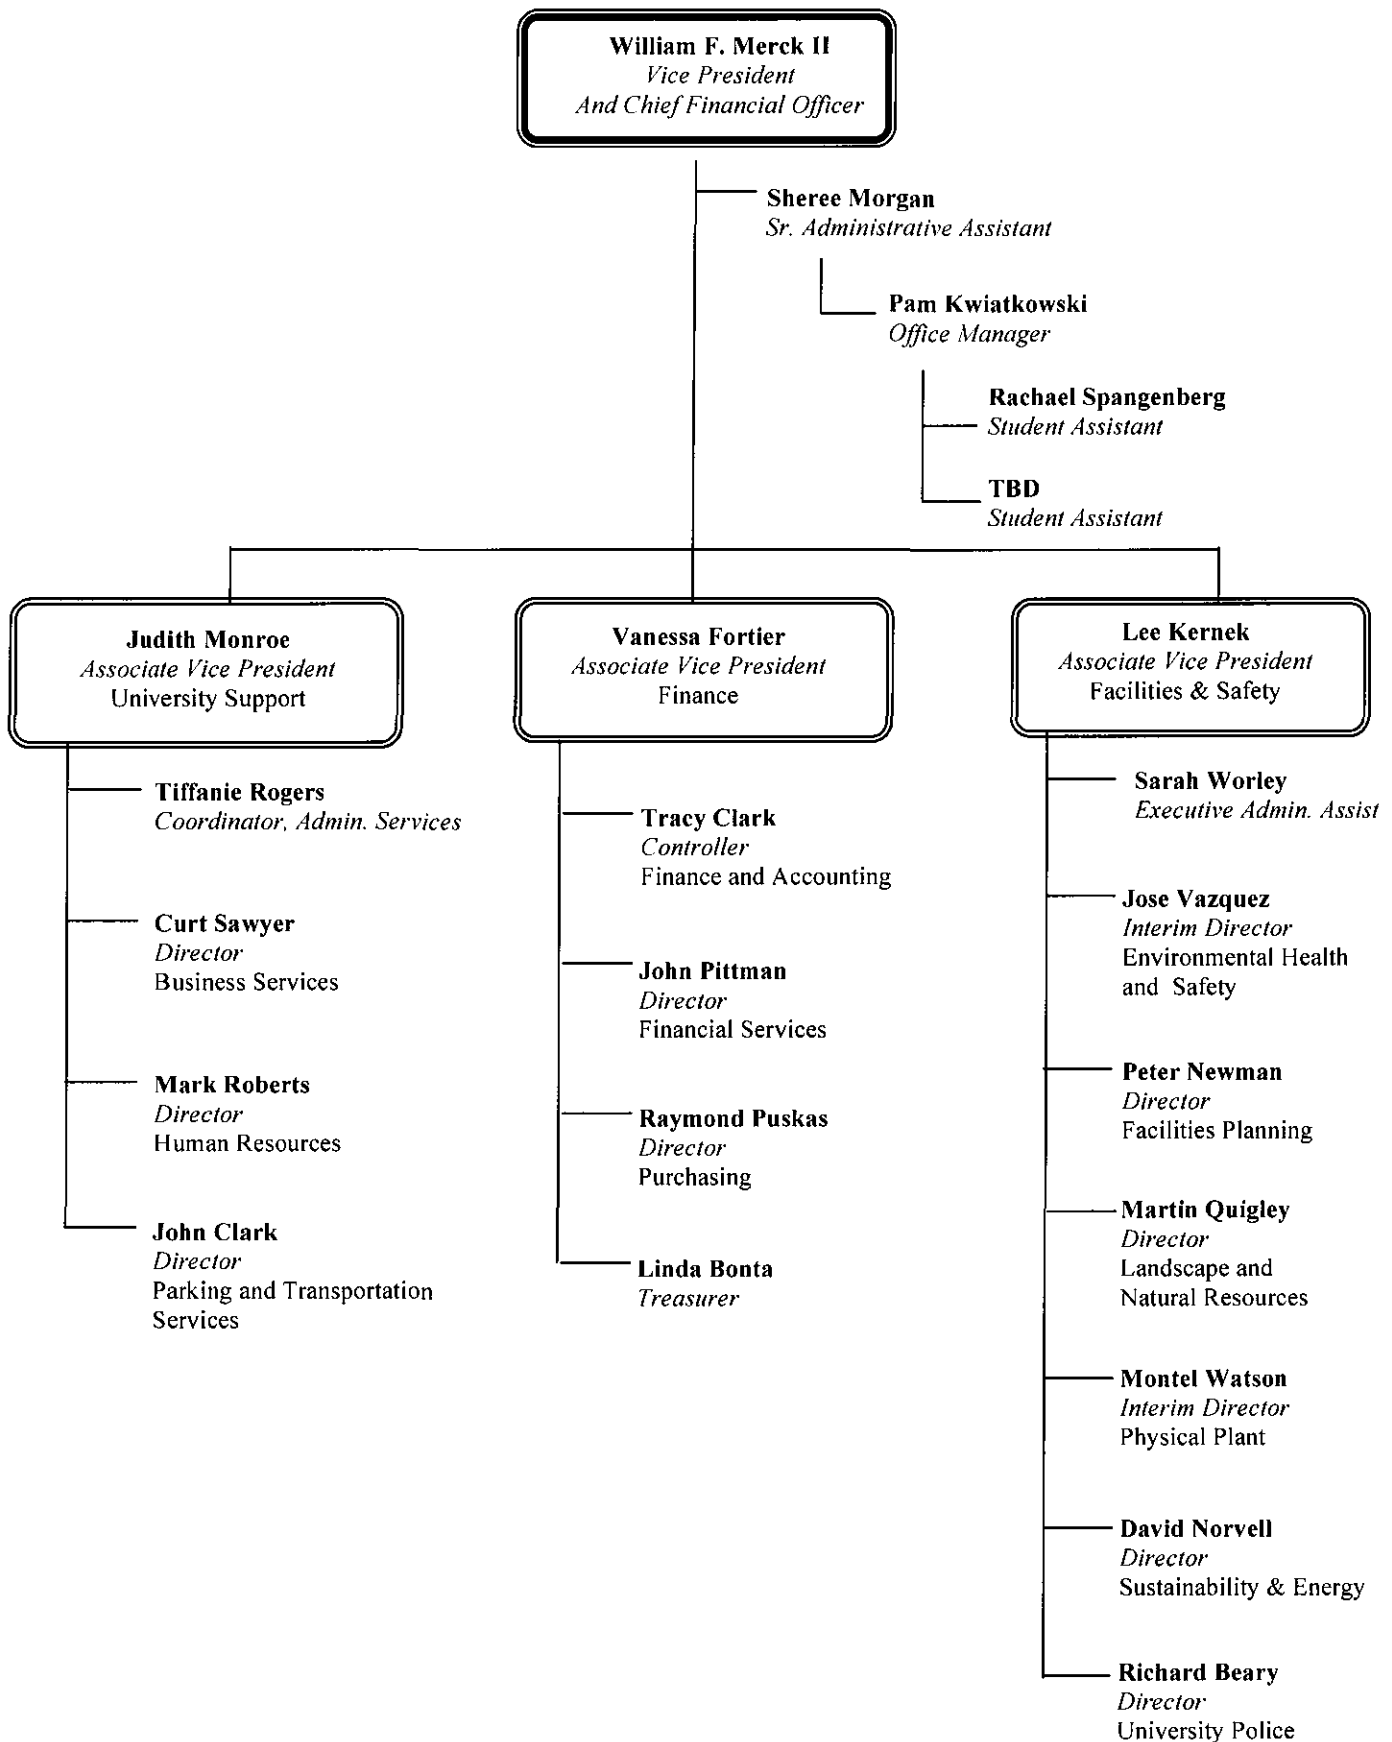 William F. Merck II
Vice President
And Chief Financial Officer
Sheree Morgan
Sr. Administrative Assistant
Pam Kwiatkowski
Office Manager
Rachael Spangenberg
Student Assistant
TBD
Student Assistant
Judith Monroe
Associate Vice President
University Support
Tiffanie Rogers
Coordinator, Admin. Services
Curt Sawyer
Director
Business Services
Mark Roberts
Director
Human Resources
John Clark
Director
Parking and Transportation
Services
Vanessa Fortier
Associate Vice President
Finance
Tracy Clark
Controller
Finance and Accounting
John Pittman
Director
Financial Services
Raymond Puskas
Director
Purchasing
Linda Bonta
Treasurer
Lee Kernek
Associate Vice President
Facilities & Safety
Sarah Worley
Executive Admin. Assist
Jose Vazquez
Interim Director
Environmental Health
and Safety
Peter Newman
Director
Facilities Planning
Martin Quigley
Director
Landscape and
Natural Resources
Montel Watson
Interim Director
Physical Plant
David Norvell
Director
Sustainability & Energy
Richard Beary
Director
University Police